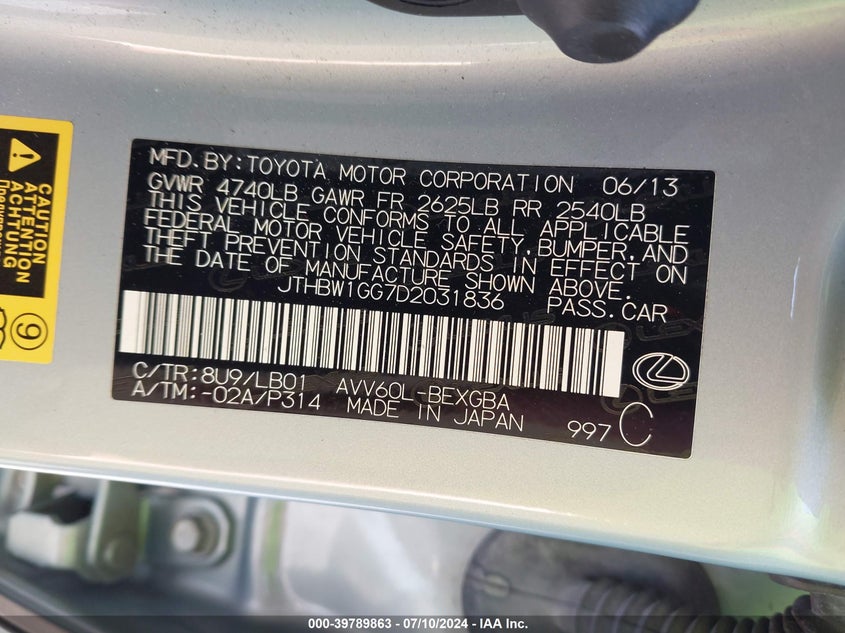 MFD. BY: TOYOTA MOTOR CORPORATION 06/13
GVWR 4740LB GAWR FR 2625LB RR 2540LB
THIS VEHICLE CONFORMS TO ALL APPLICABLE
FEDERAL MOTOR VEHICLE SAFETY, BUMPER, AND
THEFT PREVENTION STANDARDS IN EFFECT ON
THE DATE OF MANUFACTURE SHOWN ABOVE.
JTHBW1GG7D2031836 PASS.CAR
C/TR: 8U9/LB01 AVV60L-BEXGBA
A/TM: -02A/P314 MADE IN JAPAN 997 C
CAUTION
ATTENTION
ACHTUNG
9
000-39789863 - 07/10/2024 - IAA Inc.